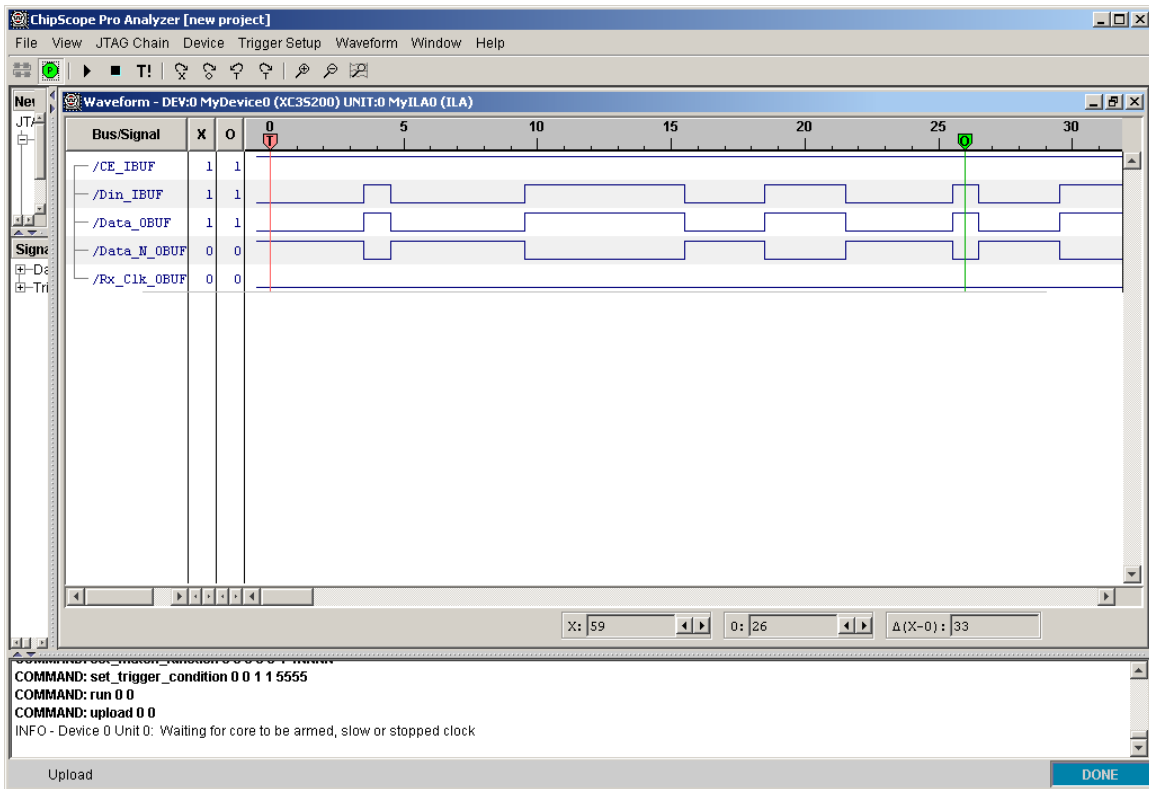 ChipScope Pro Analyzer [new project]
File View JTAG Chain Device Trigger Setup Waveform Window Help
P T!
Waveform - DEV:0 MyDevice0 (XC3S200) UNIT:0 MyILA0 (ILA)
Bus/Signal X O 0 5 10 15 20 25 30
T O
/CE_IBUF 1 1
/Din_IBUF 1 1
/Data_OBUF 1 1
/Data_N_OBUF 0 0
/Rx_Clk_OBUF 0 0
Signa
Da
Tri
X: 59 O: 26 Δ(X-O): 33
COMMAND: set_trigger_condition 0 0 1 1 5555
COMMAND: run 0 0
COMMAND: upload 0 0
INFO - Device 0 Unit 0: Waiting for core to be armed, slow or stopped clock
Upload DONE